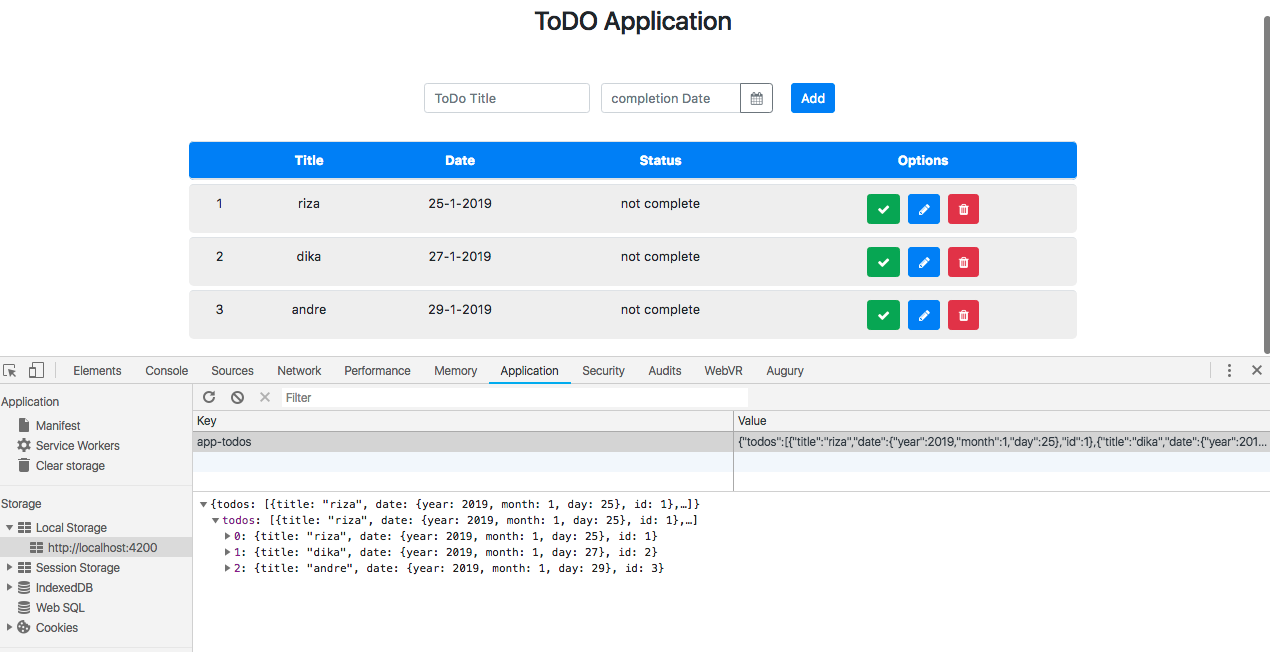 ToDO Application
ToDo Title completion Date Add
Title Date Status Options
1 riza 25-1-2019 not complete
2 dika 27-1-2019 not complete
3 andre 29-1-2019 not complete
Elements Console Sources Network Performance Memory Application Security Audits WebVR Augury
Application
Manifest
Service Workers
Clear storage
Storage
Local Storage
http://localhost:4200
Session Storage
IndexedDB
Web SQL
Cookies
Filter
Key Value
app-todos {"todos":[{"title":"riza","date":{"year":2019,"month":1,"day":25},"id":1},{"title":"dika","date":{"year":201...
{todos: [{title: "riza", date: {year: 2019, month: 1, day: 25}, id: 1},…]}
todos: [{title: "riza", date: {year: 2019, month: 1, day: 25}, id: 1},…]
0: {title: "riza", date: {year: 2019, month: 1, day: 25}, id: 1}
1: {title: "dika", date: {year: 2019, month: 1, day: 27}, id: 2}
2: {title: "andre", date: {year: 2019, month: 1, day: 29}, id: 3}